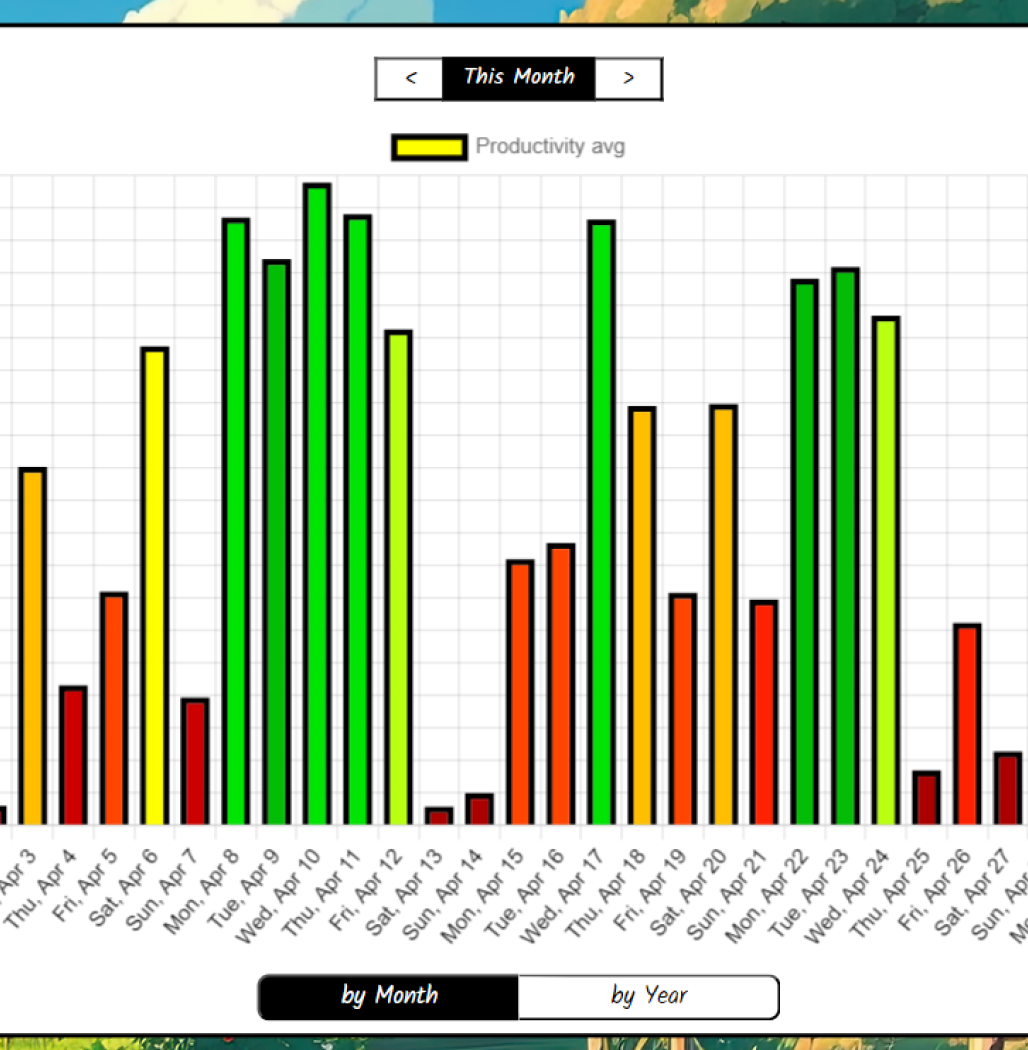 < This Month >
Productivity avg
Apr 3
Thu, Apr 4
Fri, Apr 5
Sat, Apr 6
Sun, Apr 7
Mon, Apr 8
Tue, Apr 9
Wed, Apr 10
Thu, Apr 11
Fri, Apr 12
Sat, Apr 13
Sun, Apr 14
Mon, Apr 15
Tue, Apr 16
Wed, Apr 17
Thu, Apr 18
Fri, Apr 19
Sat, Apr 20
Sun, Apr 21
Mon, Apr 22
Tue, Apr 23
Wed, Apr 24
Thu, Apr 25
Fri, Apr 26
Sat, Apr 27
Sun, Apr
by Month by Year